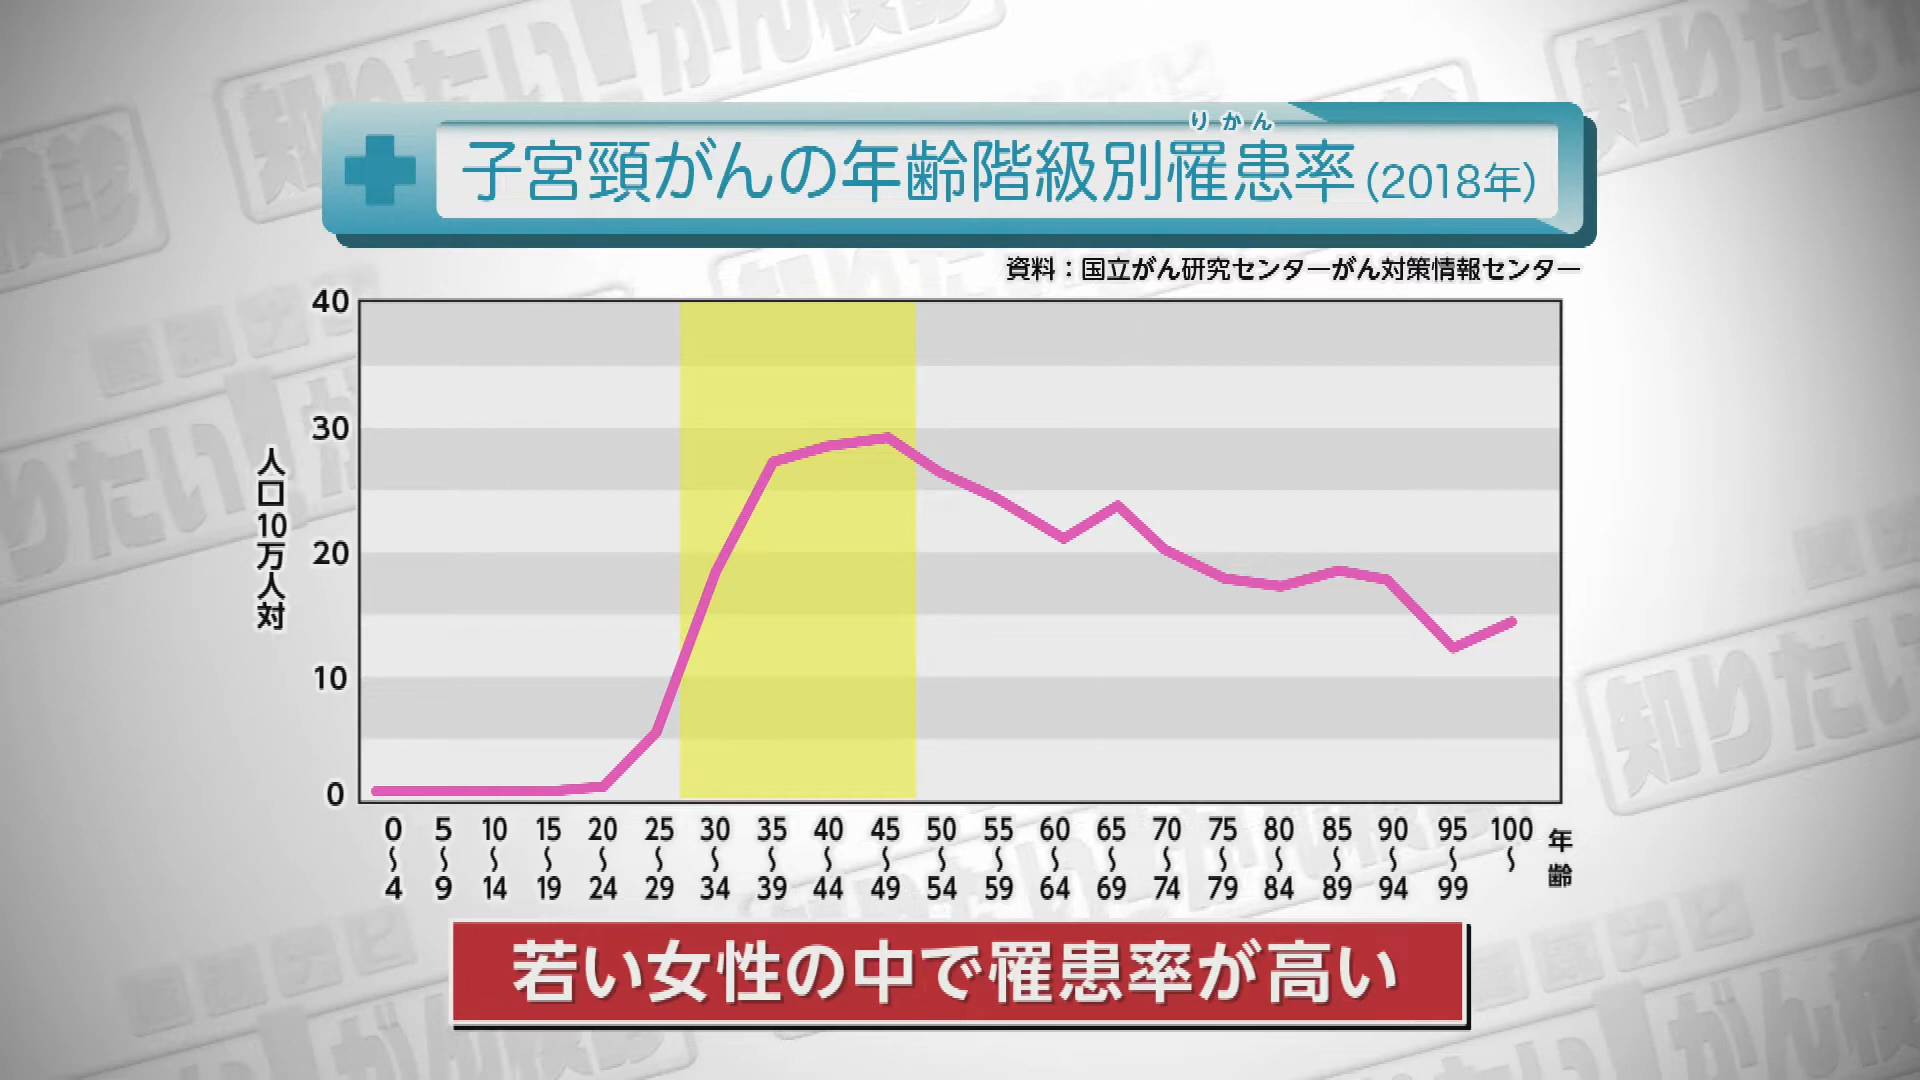 りかん
子宮頸がんの年齢階級別罹患率(2018年)
資料:国立がん研究センターがん対策情報センター
人口10万人対
40
30
20
10
0
0〜4 5〜9 10〜14 15〜19 20〜24 25〜29 30〜34 35〜39 40〜44 45〜49 50〜54 55〜59 60〜64 65〜69 70〜74 75〜79 80〜84 85〜89 90〜94 95〜99 100〜 年齢
若い女性の中で罹患率が高い